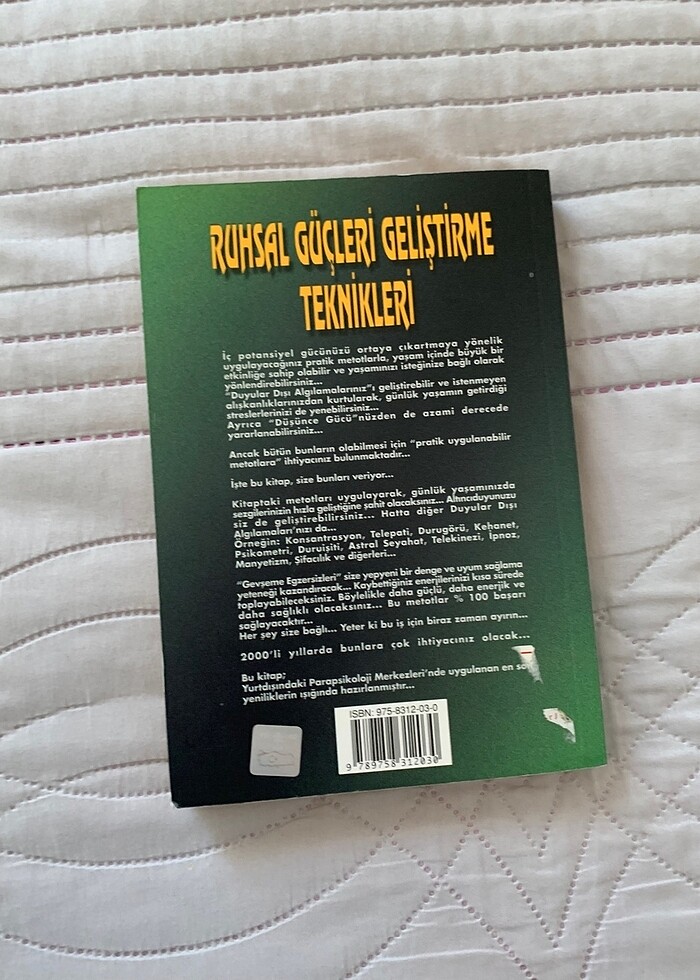 RUHSAL GÜÇLERİ GELİŞTİRME
TEKNİKLERİ
İç potansiyel gücünüzü ortaya çıkartmaya yönelik
uygulayacağınız pratik metotlarla, yaşam içinde büyük bir
etkinliğe sahip olabilir ve yaşamınızı isteğinize bağlı olarak
yönlendirebilirsiniz...
"Duyular Dışı Algılamalarınız"ı geliştirebilir ve istenmeyen
alışkanlıklarınızdan kurtularak, günlük yaşamın getirdiği
streslerlerinizi de yenebilirsiniz...
Ayrıca "Düşünce Gücü"nüzden de azami derecede
yararlanabilirsiniz...
Ancak bütün bunların olabilmesi için "pratik uygulanabilir
metotlara" ihtiyacınız bulunmaktadır...
İşte bu kitap, size bunları veriyor...
Kitaptaki metotları uygulayarak, günlük yaşamınızda
sezgilerinizin hızla geliştiğine şahit olacaksınız... Altıncıduyunuzu
siz de geliştirebilirsiniz... Hatta diğer Duyular Dışı
Algılamaları'nızı da...
Örneğin: Konsantrasyon, Telepati, Durugörü, Kehanet,
Psikometri, Duruişiti, Astral Seyahat, Telekinezi, İpnoz,
Manyetizm, Şifacılık ve diğerleri...
"Gevşeme Egzersizleri" size yepyeni bir denge ve uyum sağlama
yeteneği kazandıracak... Kaybettiğiniz enerjilerinizi kısa sürede
toplayabileceksiniz. Böylelikle daha güçlü, daha enerjik ve
daha sağlıklı olacaksınız... Bu metotlar % 100 başarı
sağlayacaktır...
Her şey size bağlı... Yeter ki bu iş için biraz zaman ayırın...
2000'li yıllarda bunlara çok ihtiyacınız olacak...
Bu kitap;
Yurtdışındaki Parapsikoloji Merkezleri'nde uygulanan en son
yeniliklerin ışığında hazırlanmıştır...
ISBN: 975-8312-03-0
9 789758 312030